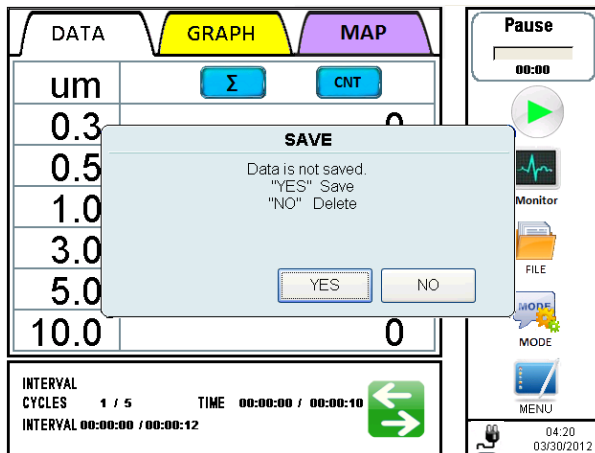 DATA
GRAPH
MAP
Pause
00:00
um
Σ
CNT
0.3
0
0.5
1.0
3.0
5.0
10.0
0
SAVE
Data is not saved.
"YES" Save
"NO" Delete
YES
NO
Monitor
FILE
MODE
MODE
MENU
INTERVAL
CYCLES 1 / 5 TIME 00:00:00 / 00:00:10
INTERVAL 00:00:00 / 00:00:12
04:20
03/30/2012